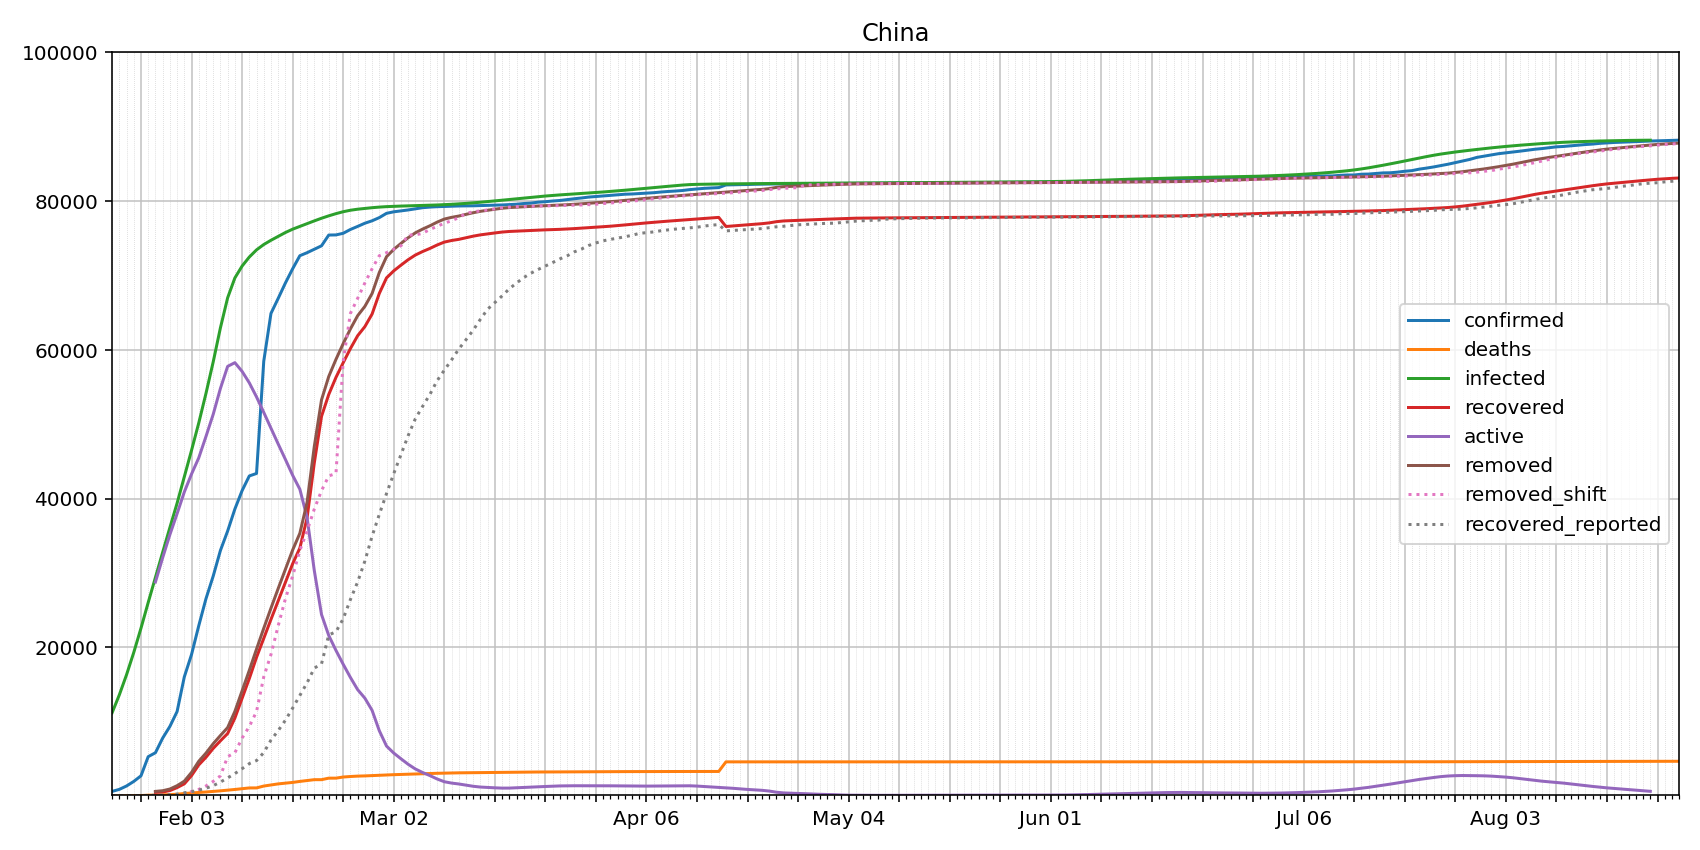 China
100000
80000
60000
40000
20000
Feb 03
Mar 02
Apr 06
May 04
Jun 01
Jul 06
Aug 03
confirmed
deaths
infected
recovered
active
removed
removed_shift
recovered_reported